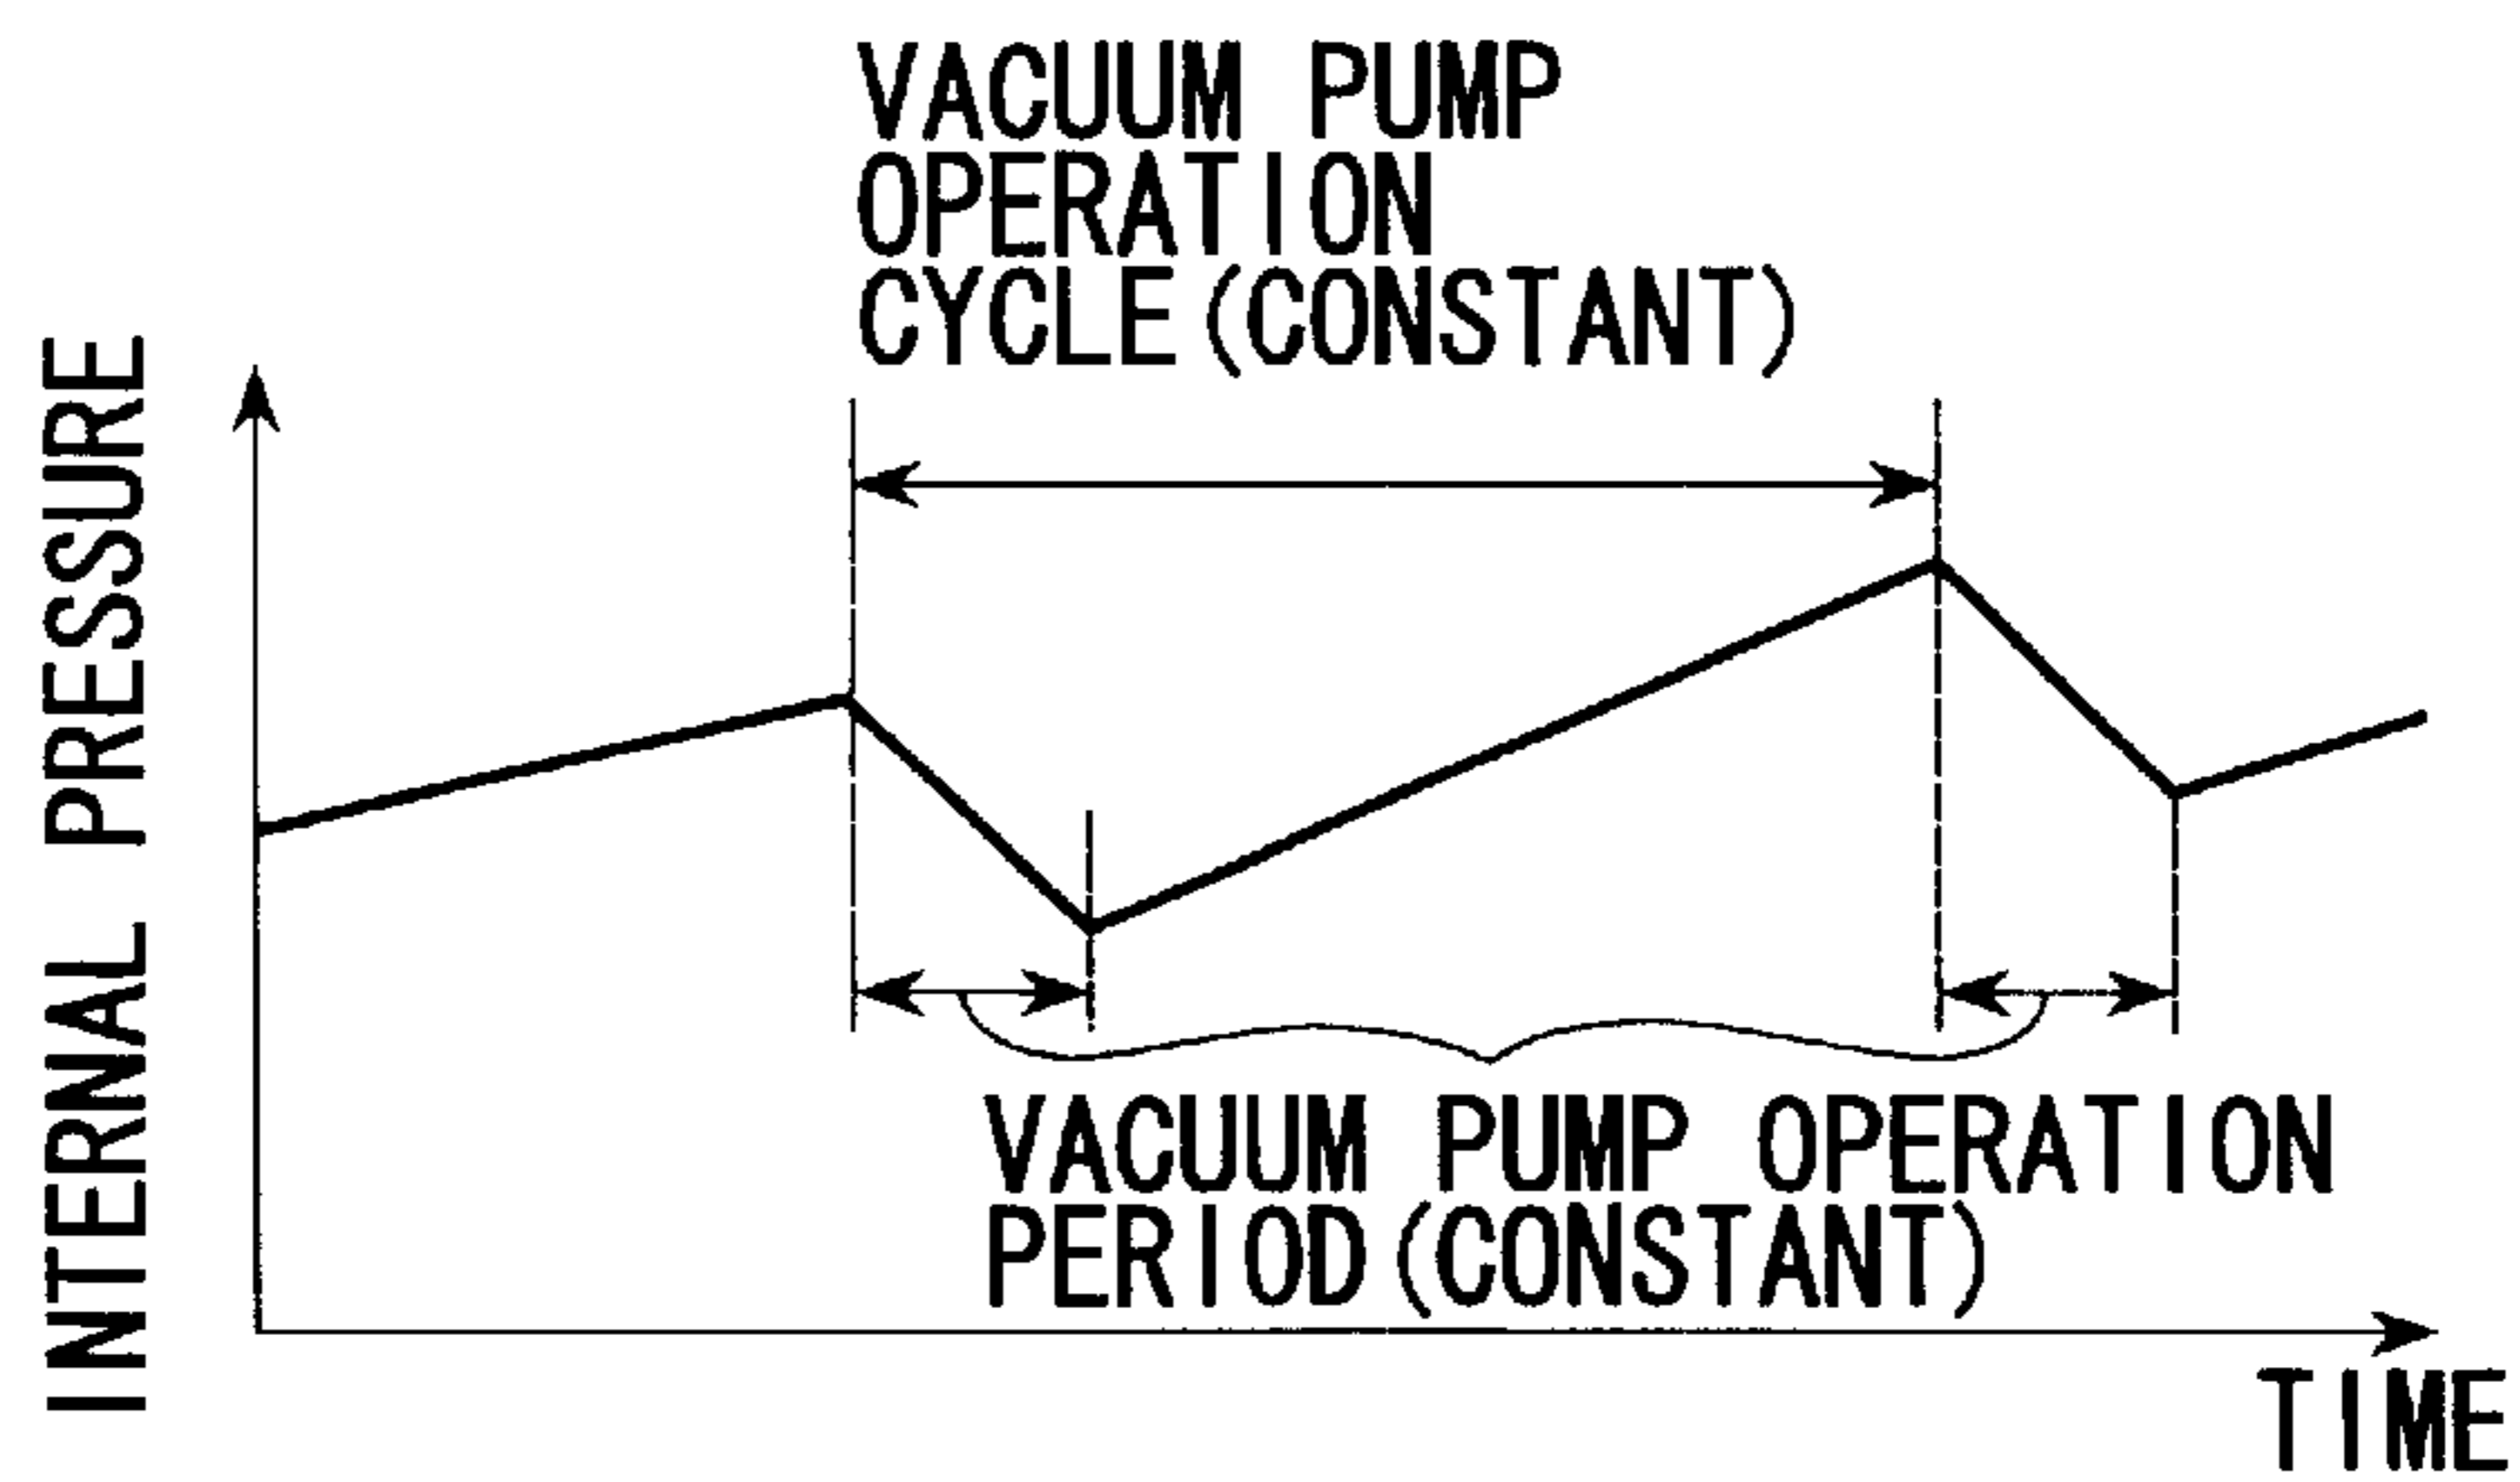 VACUUM PUMP
OPERATION
CYCLE(CONSTANT)
INTERNAL PRESSURE
VACUUM PUMP OPERATION
PERIOD(CONSTANT)
TIME